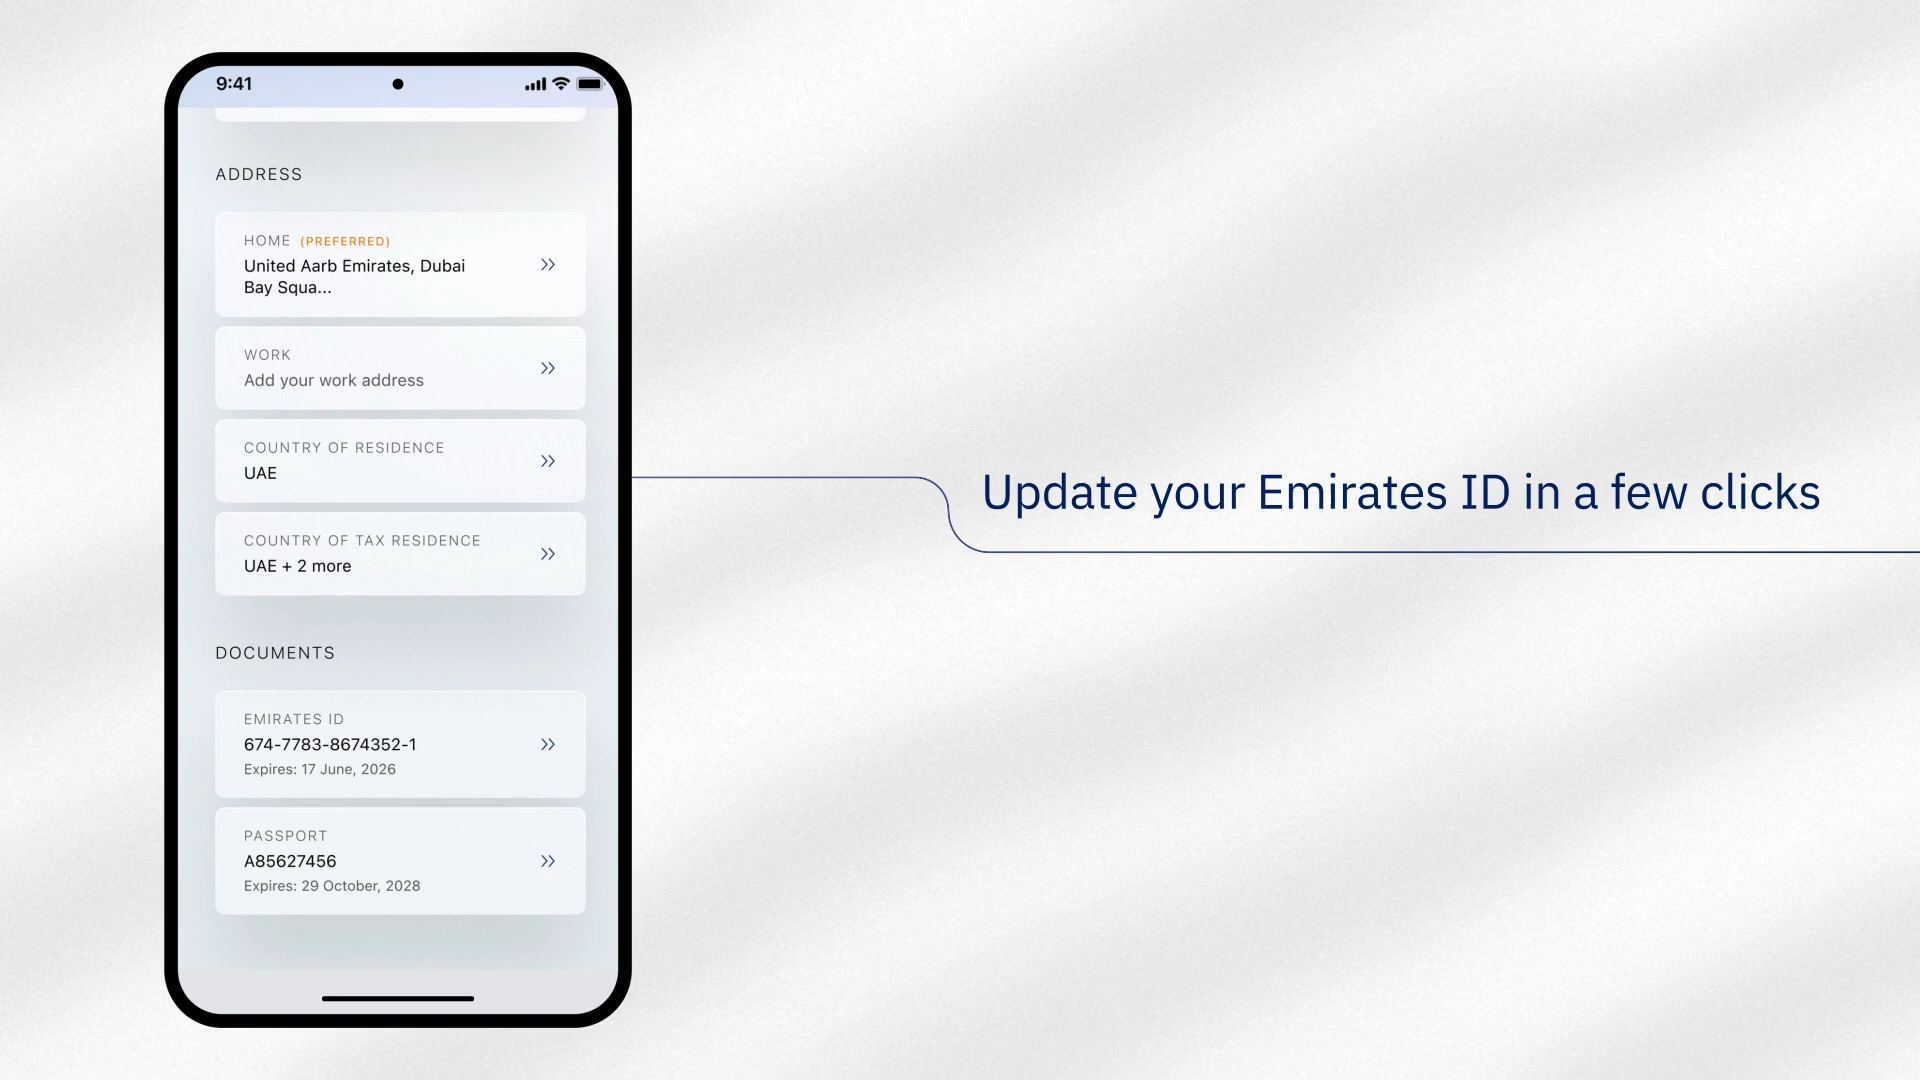 9:41
ADDRESS
HOME (PREFERRED)
United Aarb Emirates, Dubai
Bay Squa...
WORK
Add your work address
COUNTRY OF RESIDENCE
UAE
COUNTRY OF TAX RESIDENCE
UAE + 2 more
DOCUMENTS
EMIRATES ID
674-7783-8674352-1
Expires: 17 June, 2026
PASSPORT
A85627456
Expires: 29 October, 2028
Update your Emirates ID in a few clicks